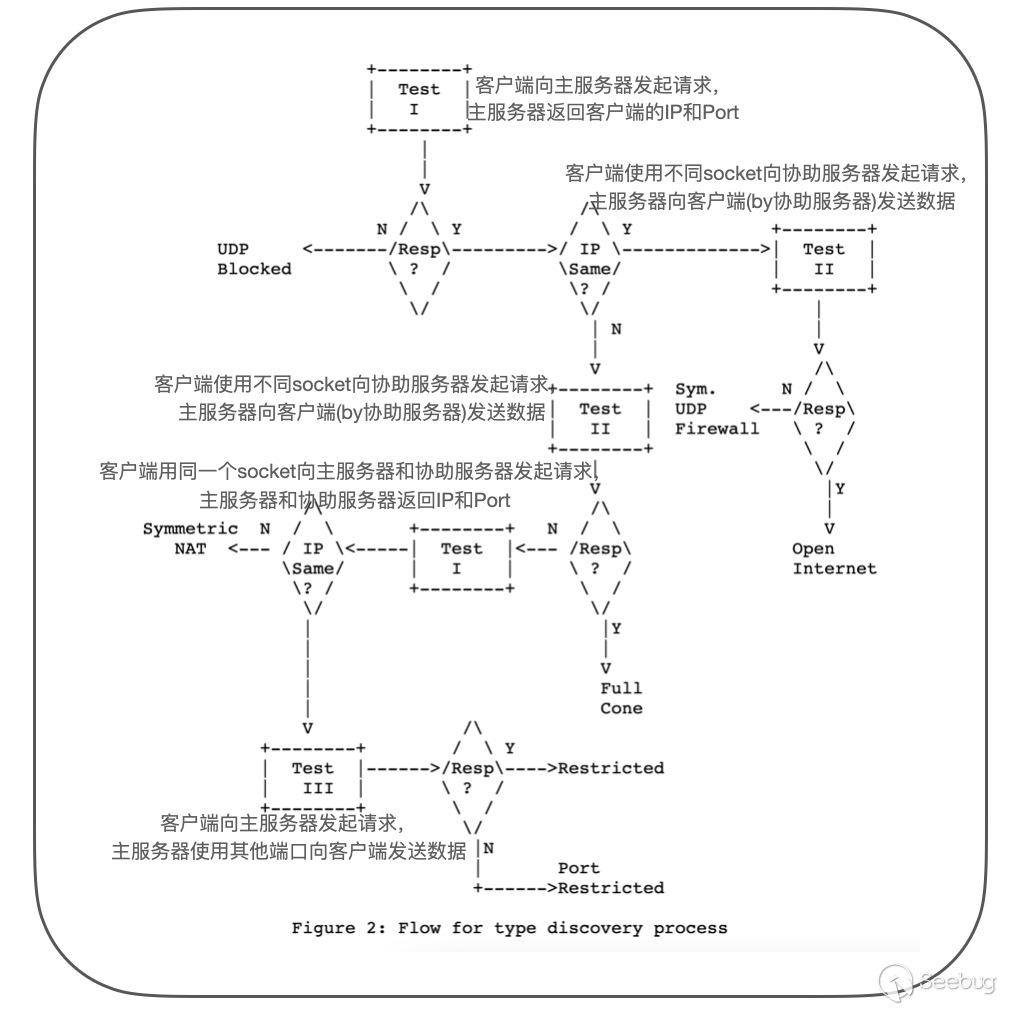 Test
I
客户端向主服务器发起请求，
主服务器返回客户端的IP和Port
客户端使用不同socket向协助服务器发起请求，
主服务器向客户端(by协助服务器)发送数据
N
Y
Y
UDP
Blocked
Resp
?
IP
Same
?
Test
II
N
客户端使用不同socket向协助服务器发起请求
主服务器向客户端(by协助服务器)发送数据
Test
II
Sym.
UDP
Firewall
N
Resp
?
Y
Open
Internet
客户端用同一个socket向主服务器和协助服务器发起请求，
主服务器和协助服务器返回IP和Port
Symmetric
NAT
N
IP
Same
?
Test
I
N
Resp
?
Y
Full
Cone
Test
III
Resp
?
Y
Restricted
客户端向主服务器发起请求，
主服务器使用其他端口向客户端发送数据
N
Port
Restricted
Figure 2: Flow for type discovery process
Seebug